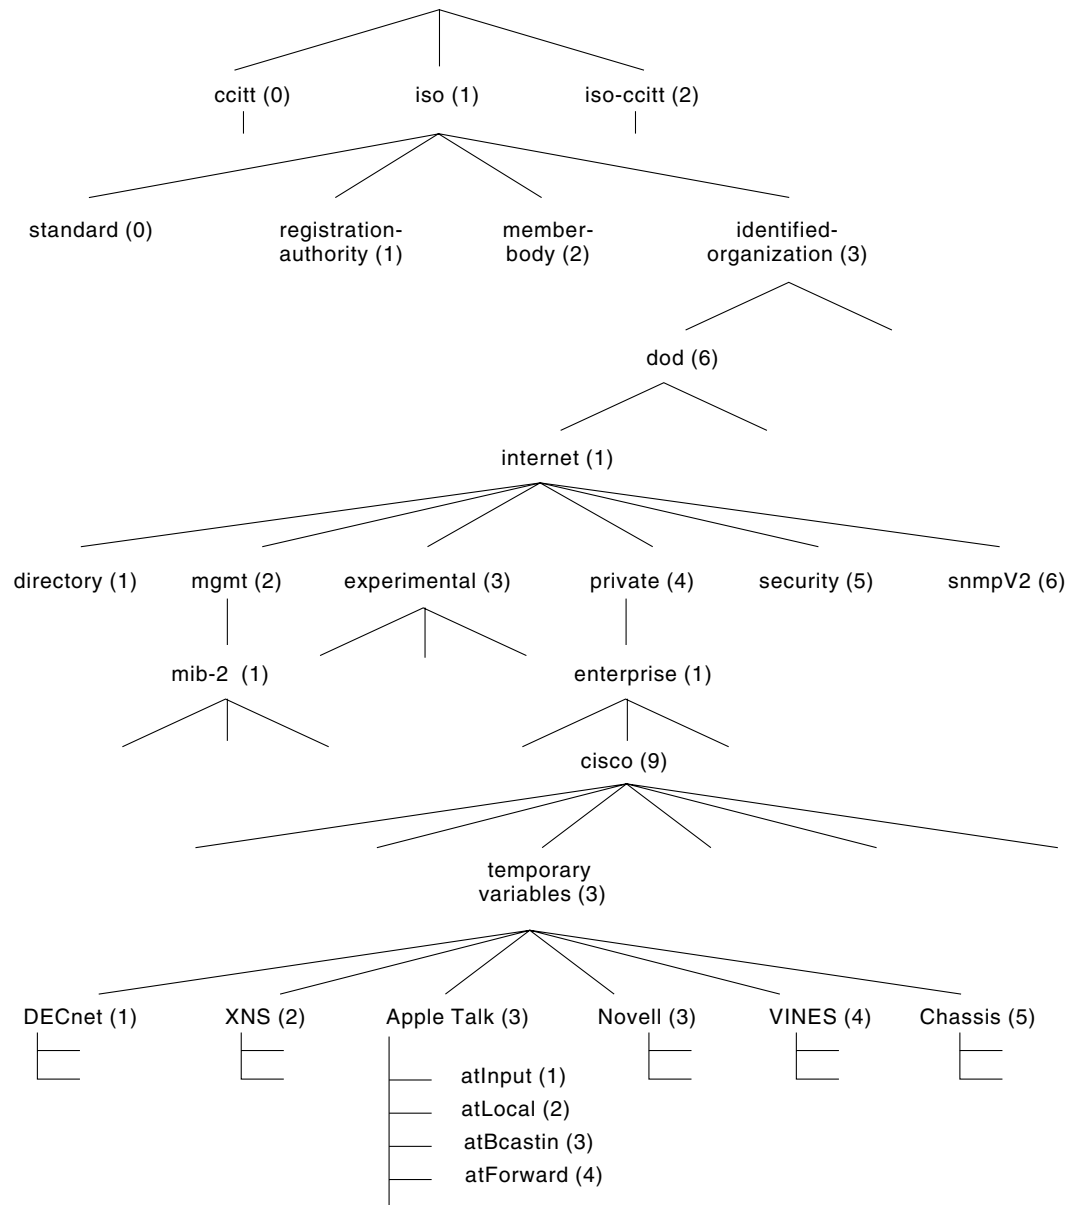 ccitt (0)
iso (1)
iso-ccitt (2)
standard (0)
registration-
authority (1)
member-
body (2)
identified-
organization (3)
dod (6)
internet (1)
directory (1)
mgmt (2)
experimental (3)
private (4)
security (5)
snmpV2 (6)
mib-2 (1)
enterprise (1)
cisco (9)
temporary
variables (3)
DECnet (1)
XNS (2)
Apple Talk (3)
Novell (3)
VINES (4)
Chassis (5)
atInput (1)
atLocal (2)
atBcastin (3)
atForward (4)